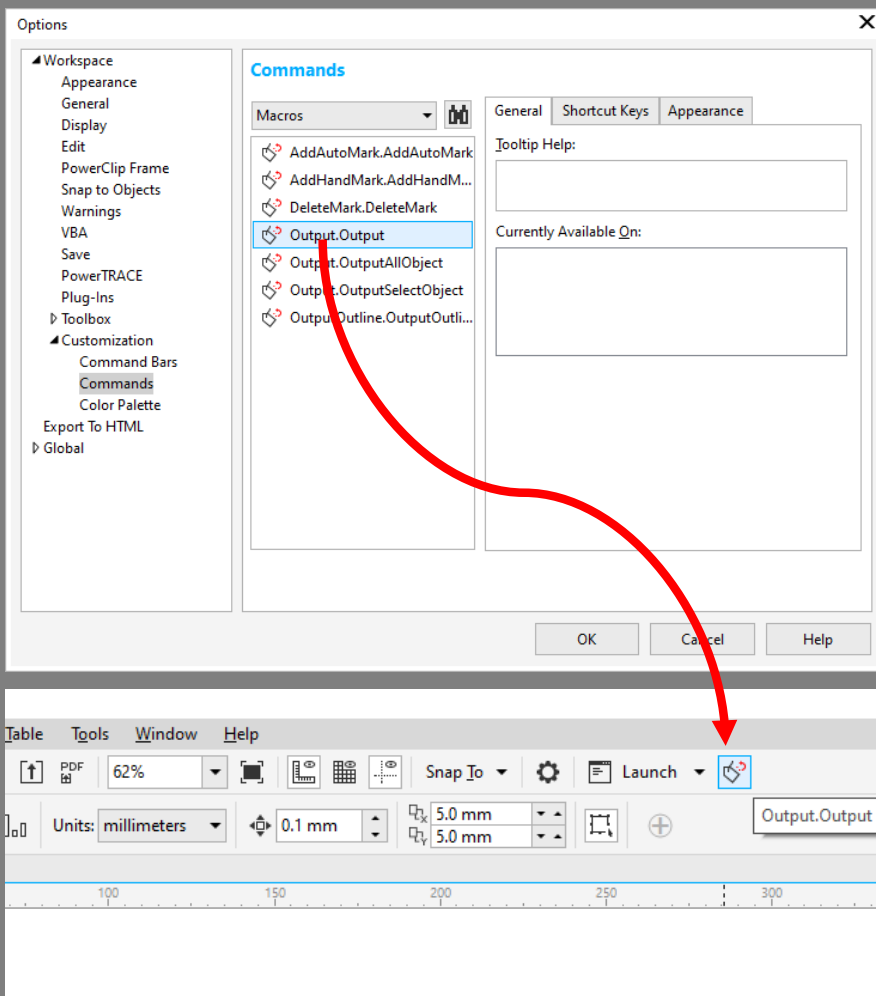 Options
Workspace
Appearance
General
Display
Edit
PowerClip Frame
Snap to Objects
Warnings
VBA
Save
PowerTRACE
Plug-Ins
Toolbox
Customization
Command Bars
Commands
Color Palette
Export To HTML
Global
Commands
Macros
AddAutoMark.AddAutoMark
AddHandMark.AddHandM...
DeleteMark.DeleteMark
Output.Output
Output.OutputAllObject
Output.OutputSelectObject
OutputOutline.OutputOutli...
General Shortcut Keys Appearance
Tooltip Help:
Currently Available On:
OK Cancel Help
Table Tools Window Help
PDF 62% Snap To Launch
Units: millimeters 0.1 mm 5.0 mm
5.0 mm
Output.Output
100 150 200 250 300